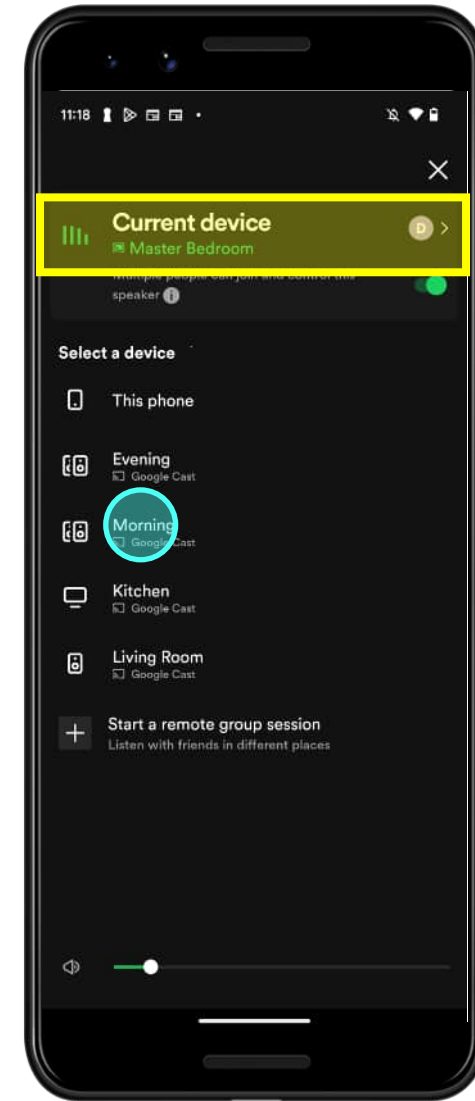 11:18
Current device
D
Master Bedroom
Multiple people can join and control this
speaker
Select a device
This phone
Evening
Google Cast
Morning
Google Cast
Kitchen
Google Cast
Living Room
Google Cast
Start a remote group session
Listen with friends in different places